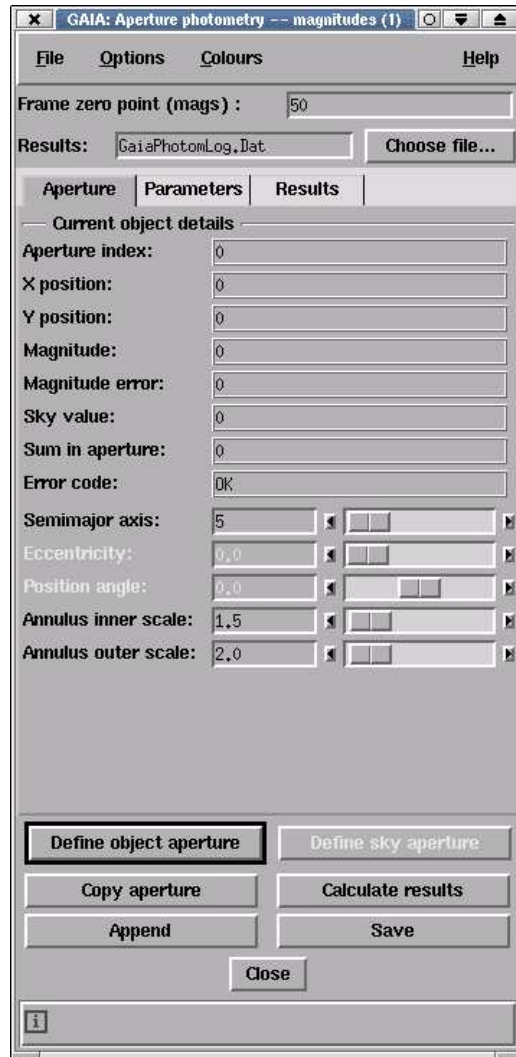 GAIA: Aperture photometry -- magnitudes (1)
File Options Colours Help
Frame zero point (mags) : 50
Results: GaiaPhotomLog.Dat Choose file...
Aperture Parameters Results
Current object details
Aperture index: 0
X position: 0
Y position: 0
Magnitude: 0
Magnitude error: 0
Sky value: 0
Sum in aperture: 0
Error code: OK
Semimajor axis: 5
Eccentricity: 0.0
Position angle: 0.0
Annulus inner scale: 1.5
Annulus outer scale: 2.0
Define object aperture Define sky aperture
Copy aperture Calculate results
Append Save
Close